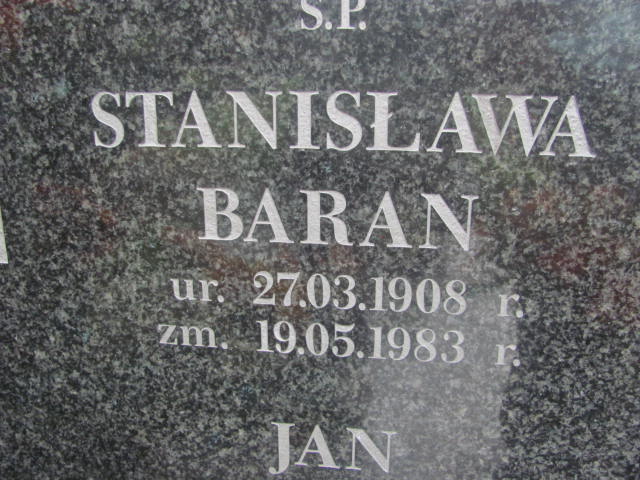 Ś.P.
STANISŁAWA
BARAN
ur. 27.03.1908 r.
zm. 19.05.1983 r.
JAN